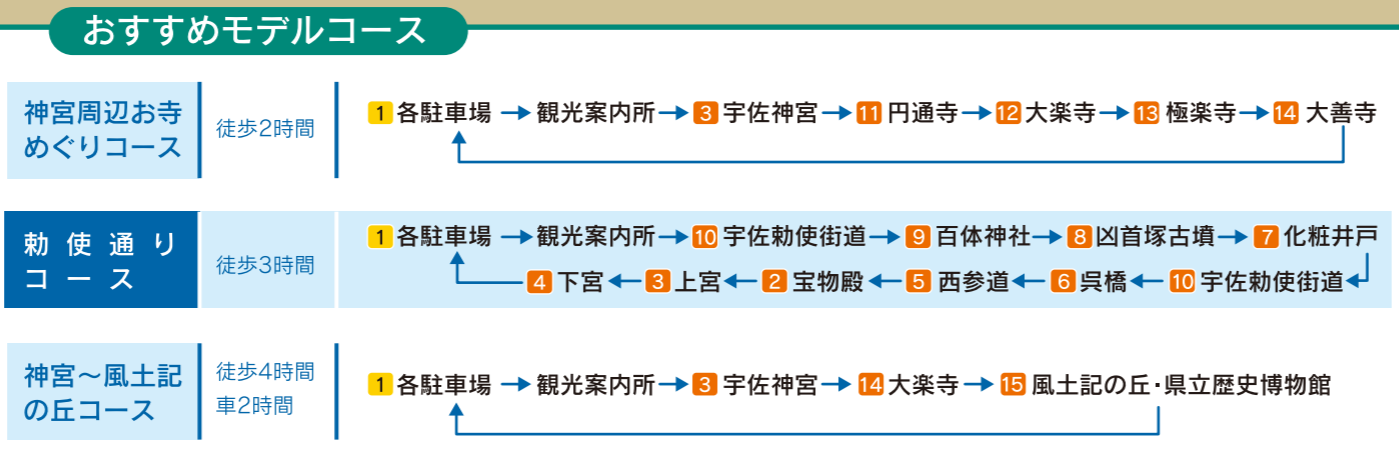 おすすめモデルコース
神宮周辺お寺
めぐりコース
徒歩2時間
1 各駐車場 → 観光案内所 → 3 宇佐神宮 → 11 円通寺 → 12 大楽寺 → 13 極楽寺 → 14 大善寺
勅使通り
コース
徒歩3時間
1 各駐車場 → 観光案内所 → 10 宇佐勅使街道 → 9 百体神社 → 8 凶首塚古墳 → 7 化粧井戸
4 下宮 ← 3 上宮 ← 2 宝物殿 ← 5 西参道 ← 6 呉橋 ← 10 宇佐勅使街道
神宮～風土記
の丘コース
徒歩4時間
車2時間
1 各駐車場 → 観光案内所 → 3 宇佐神宮 → 14 大楽寺 → 15 風土記の丘・県立歴史博物館